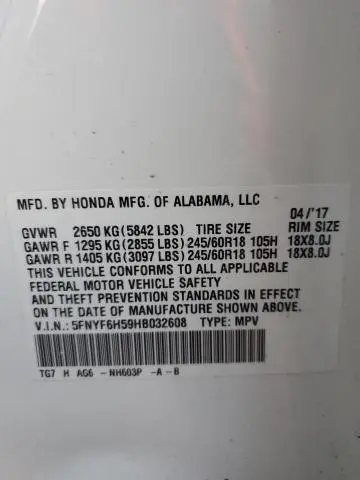 MFD. BY HONDA MFG. OF ALABAMA, LLC
04/'17
GVWR 2650 KG(5842 LBS) TIRE SIZE RIM SIZE
GAWR F 1295 KG(2855 LBS)245/60R18 105H 18X8.0J
GAWR R 1405 KG(3097 LBS)245/60R18 105H 18X8.0J
THIS VEHICLE CONFORMS TO ALL APPLICABLE
FEDERAL MOTOR VEHICLE SAFETY
AND THEFT PREVENTION STANDARDS IN EFFECT
ON THE DATE OF MANUFACTURE SHOWN ABOVE.
V.I.N.: 5FNYF6H59HB032608 TYPE: MPV
TG7 H AG6 - NH603P -A - B